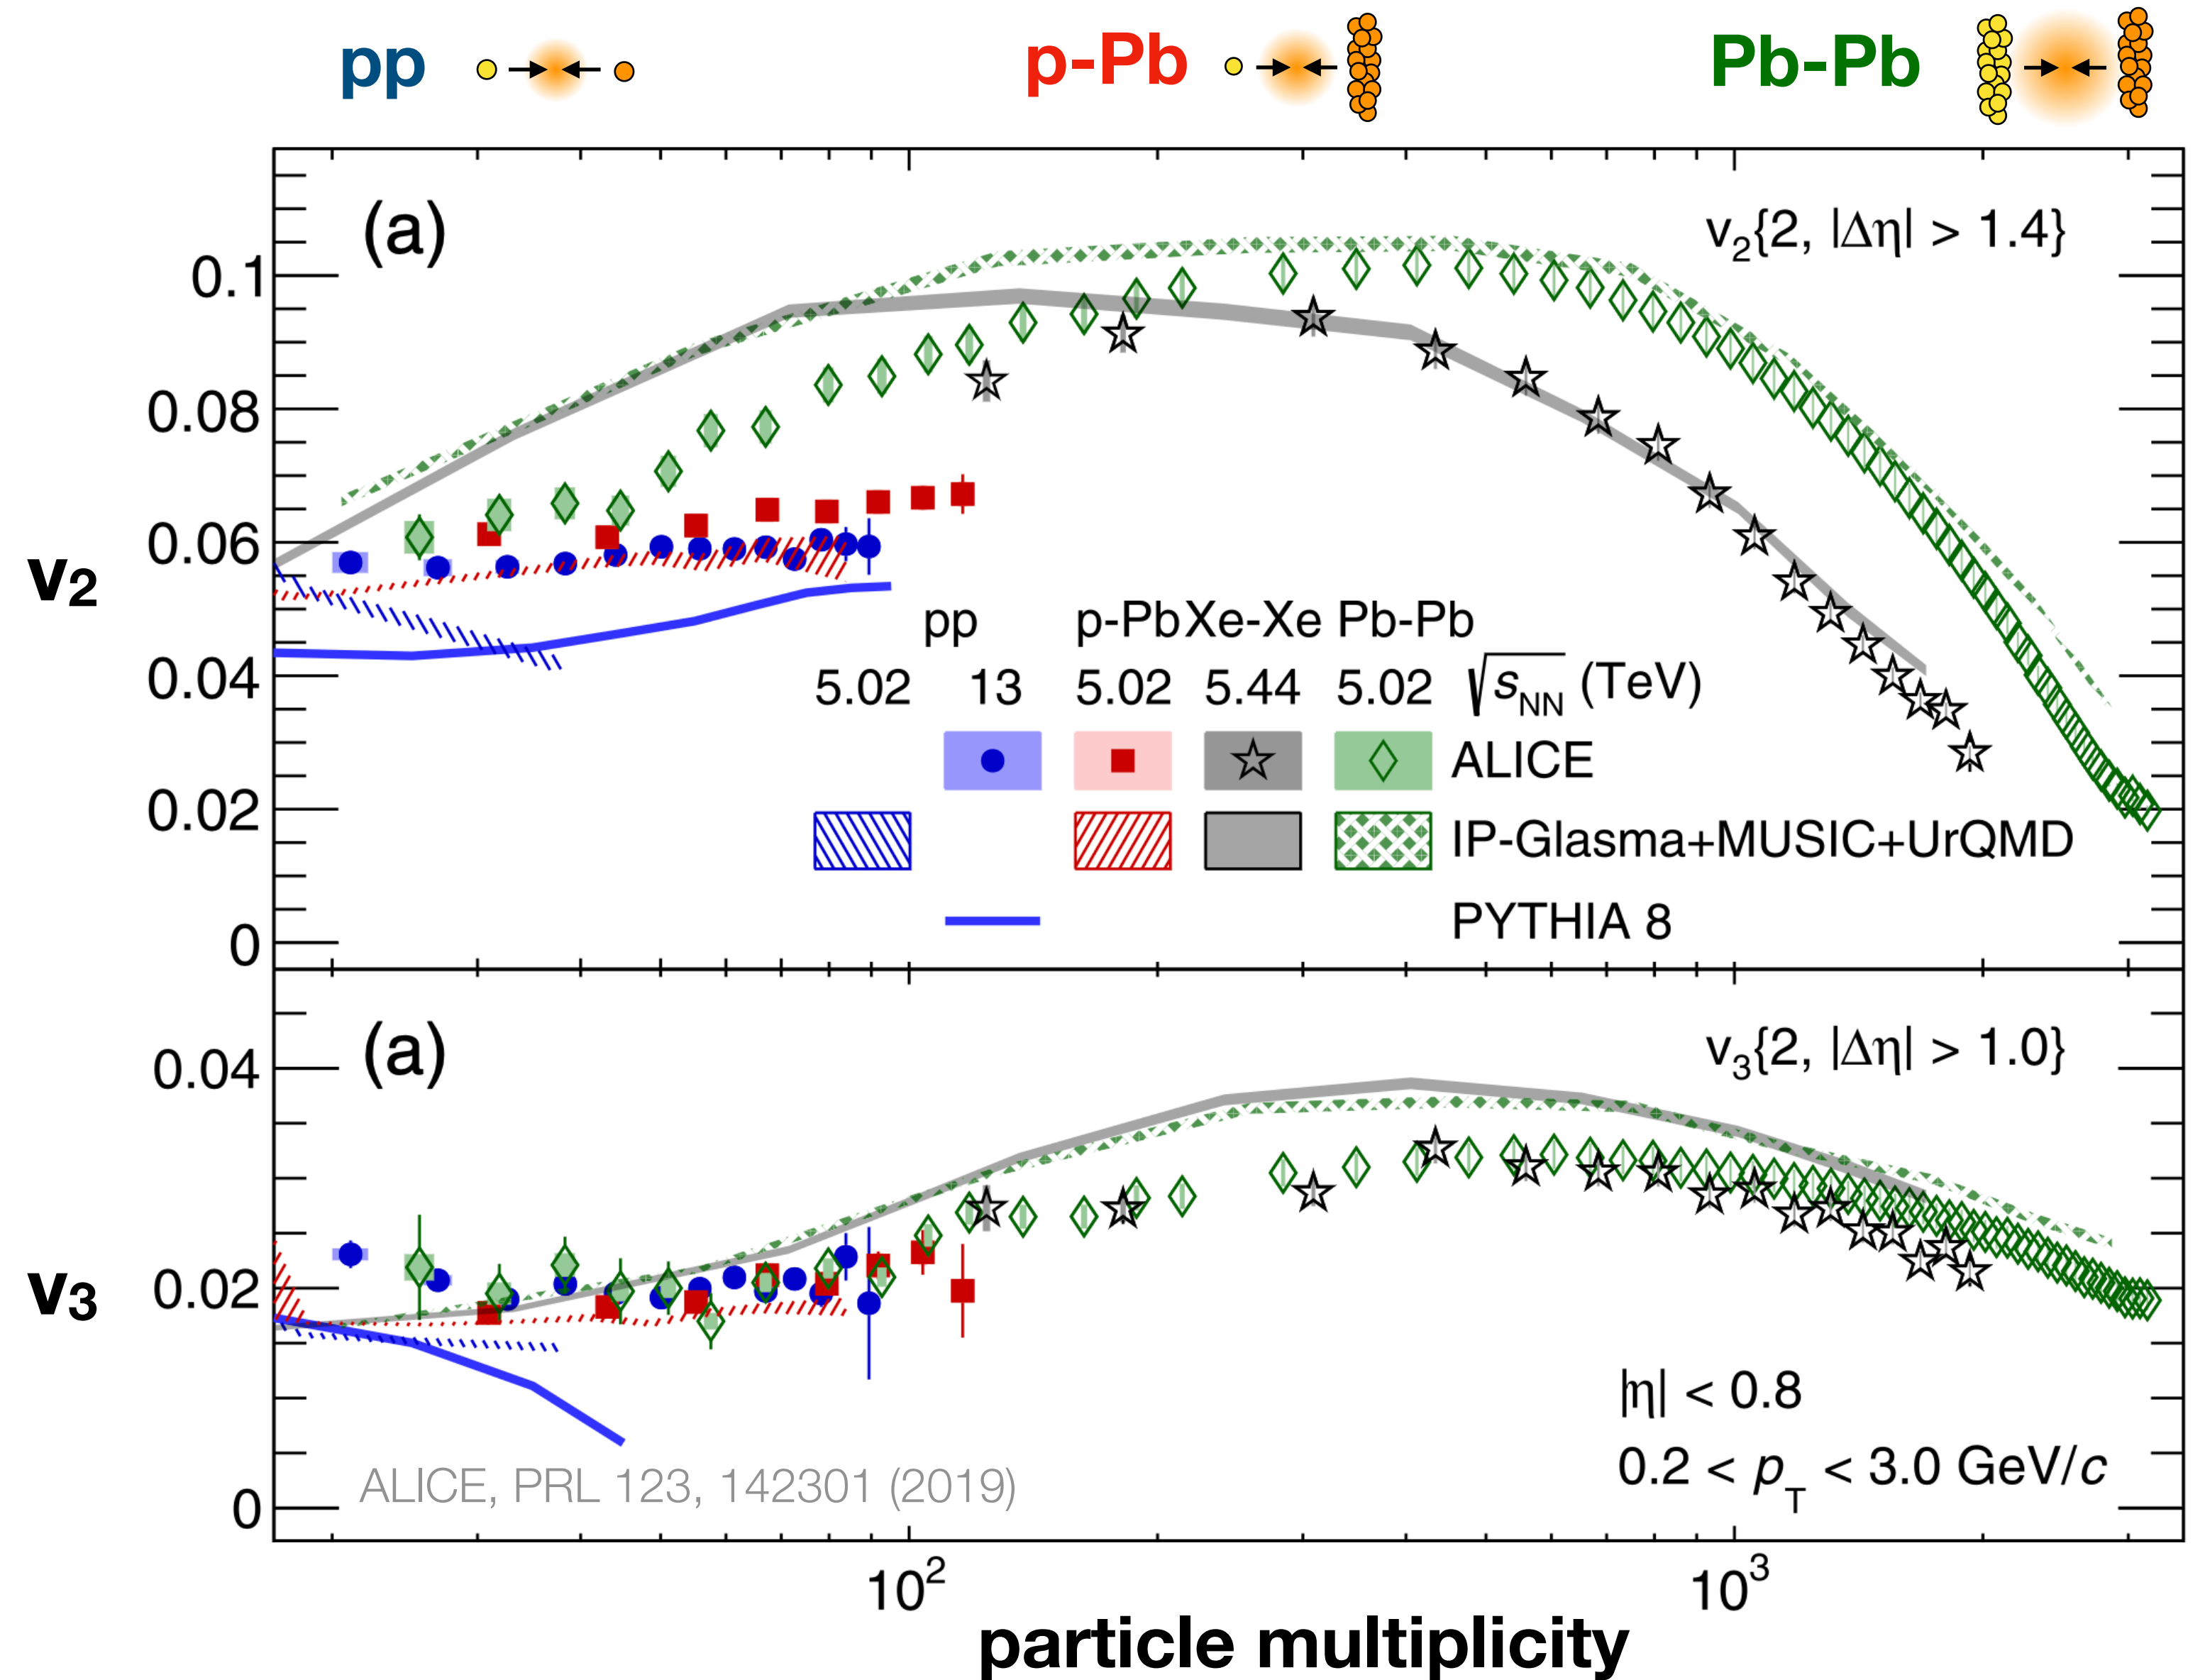 pp p-Pb Pb-Pb
(a) v₂{2, |Δη| > 1.4}
0.1
0.08
0.06
0.04
0.02
0
v₂
pp p-Pb Xe-Xe Pb-Pb
5.02 13 5.02 5.44 5.02 √s_NN (TeV)
ALICE
IP-Glasma+MUSIC+UrQMD
PYTHIA 8
(a) v₃{2, |Δη| > 1.0}
0.04
0.02
0
v₃
|η| < 0.8
0.2 < p_T < 3.0 GeV/c
ALICE, PRL 123, 142301 (2019)
10² 10³
particle multiplicity